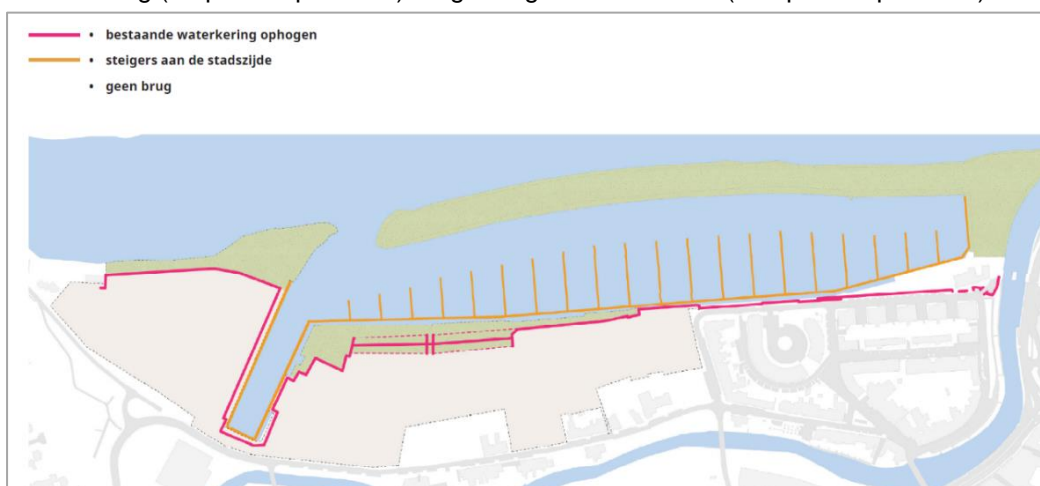 • bestaande waterkering ophogen
• steigers aan de stadszijde
• geen brug